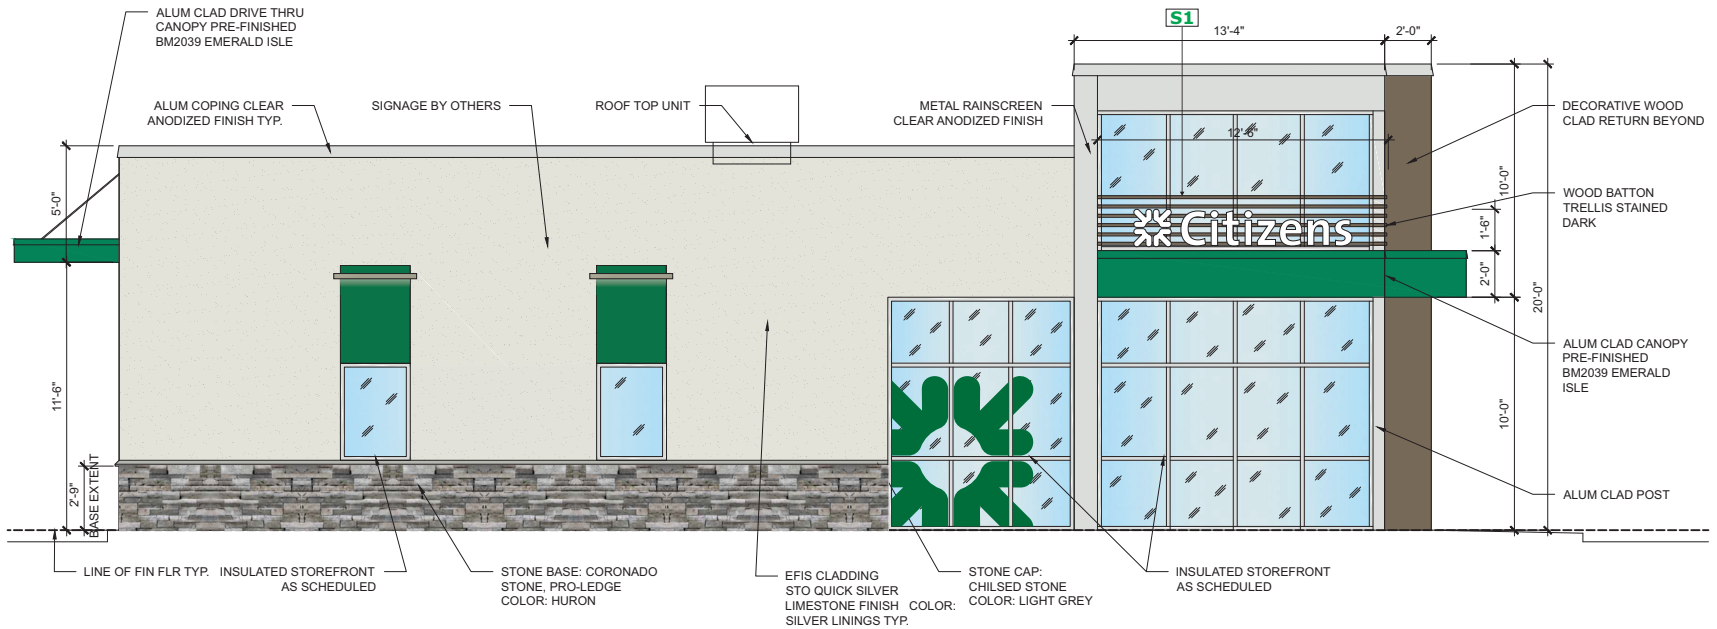 ALUM CLAD DRIVE THRU
CANOPY PRE-FINISHED
BM2039 EMERALD ISLE
S1
13'-4"
2'-0"
ALUM COPING CLEAR
ANODIZED FINISH TYP.
SIGNAGE BY OTHERS
ROOF TOP UNIT
METAL RAINSCREEN
CLEAR ANODIZED FINISH
12'-6"
DECORATIVE WOOD
CLAD RETURN BEYOND
5'-0"
10'-0"
WOOD BATTON
TRELLIS STAINED
DARK
1'-6"
Citizens
2'-0"
20'-0"
ALUM CLAD CANOPY
PRE-FINISHED
BM2039 EMERALD
ISLE
11'-6"
10'-0"
2'-9"
BASE EXTENT
ALUM CLAD POST
LINE OF FIN FLR TYP.
INSULATED STOREFRONT
AS SCHEDULED
STONE BASE: CORONADO
STONE, PRO-LEDGE
COLOR: HURON
EFIS CLADDING
STO QUICK SILVER
LIMESTONE FINISH COLOR:
SILVER LININGS TYP.
STONE CAP:
CHILSED STONE
COLOR: LIGHT GREY
INSULATED STOREFRONT
AS SCHEDULED